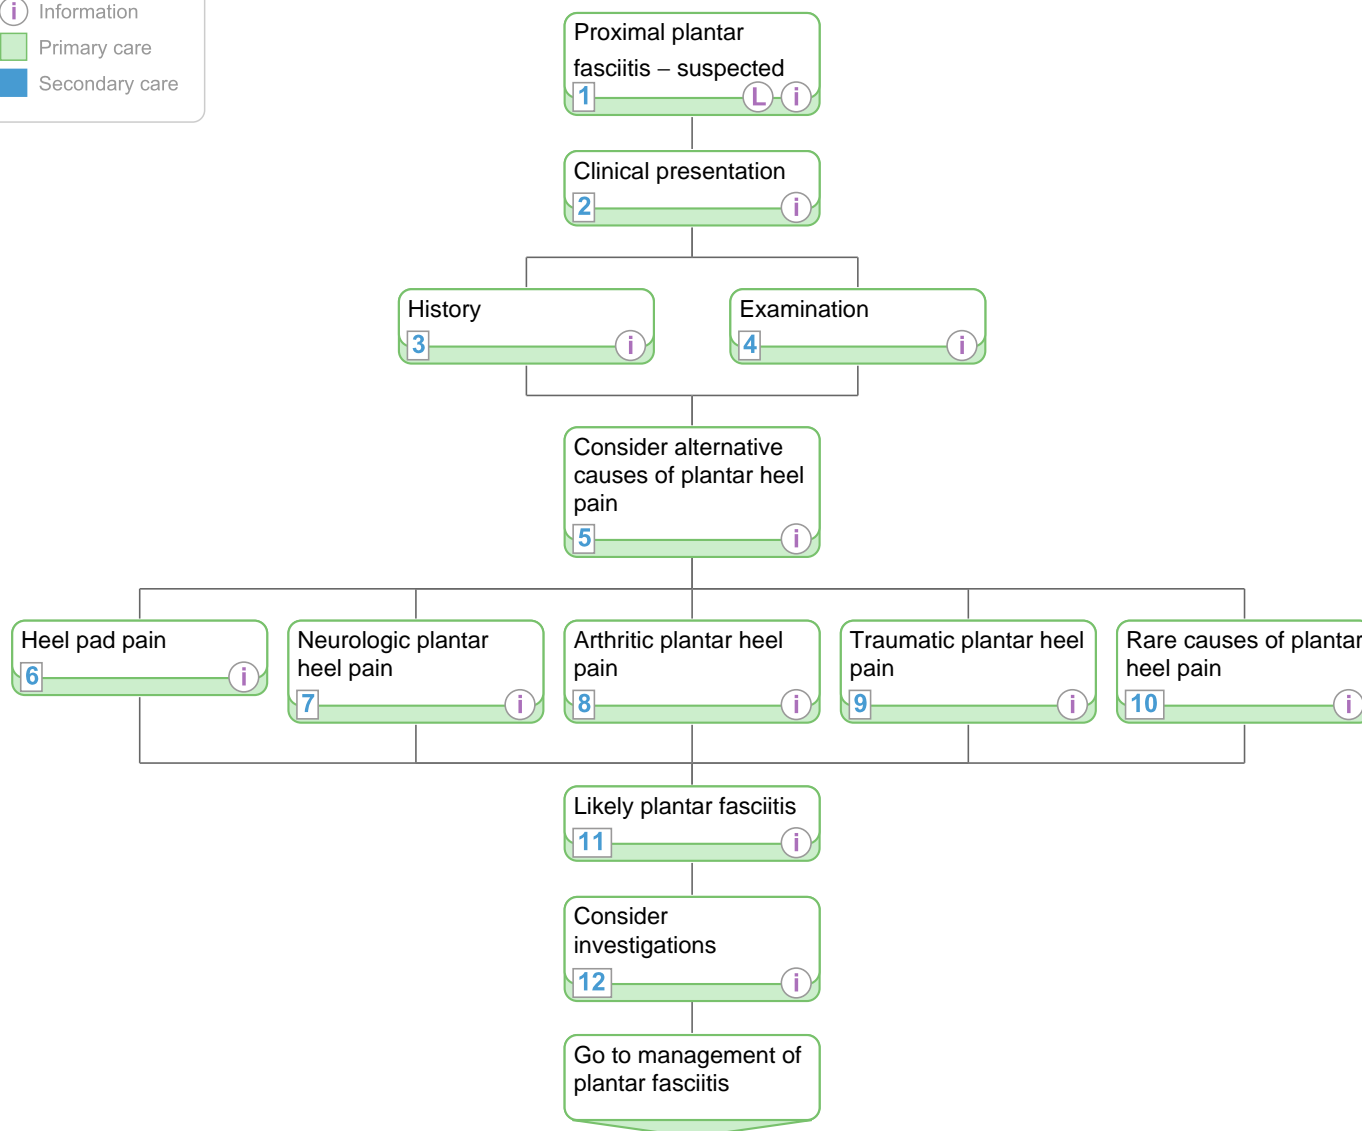 i Information
Primary care
Secondary care
Proximal plantar
fasciitis – suspected
1 L i
Clinical presentation
2 i
History
3 i
Examination
4 i
Consider alternative
causes of plantar heel
pain
5 i
Heel pad pain
6 i
Neurologic plantar
heel pain
7 i
Arthritic plantar heel
pain
8 i
Traumatic plantar heel
pain
9 i
Rare causes of plantar
heel pain
10 i
Likely plantar fasciitis
11 i
Consider
investigations
12 i
Go to management of
plantar fasciitis